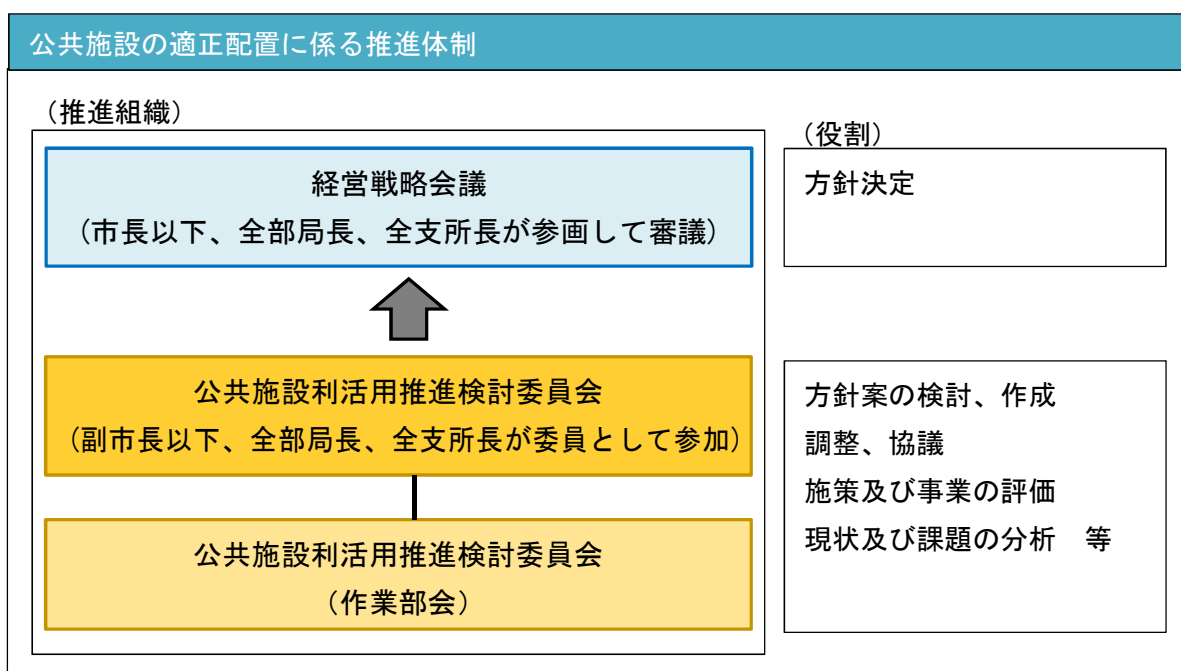 公共施設の適正配置に係る推進体制
（推進組織）
経営戦略会議
（市長以下、全部局長、全支所長が参画して審議）
公共施設利活用推進検討委員会
（副市長以下、全部局長、全支所長が委員として参加）
公共施設利活用推進検討委員会
（作業部会）
（役割）
方針決定
方針案の検討、作成
調整、協議
施策及び事業の評価
現状及び課題の分析　等